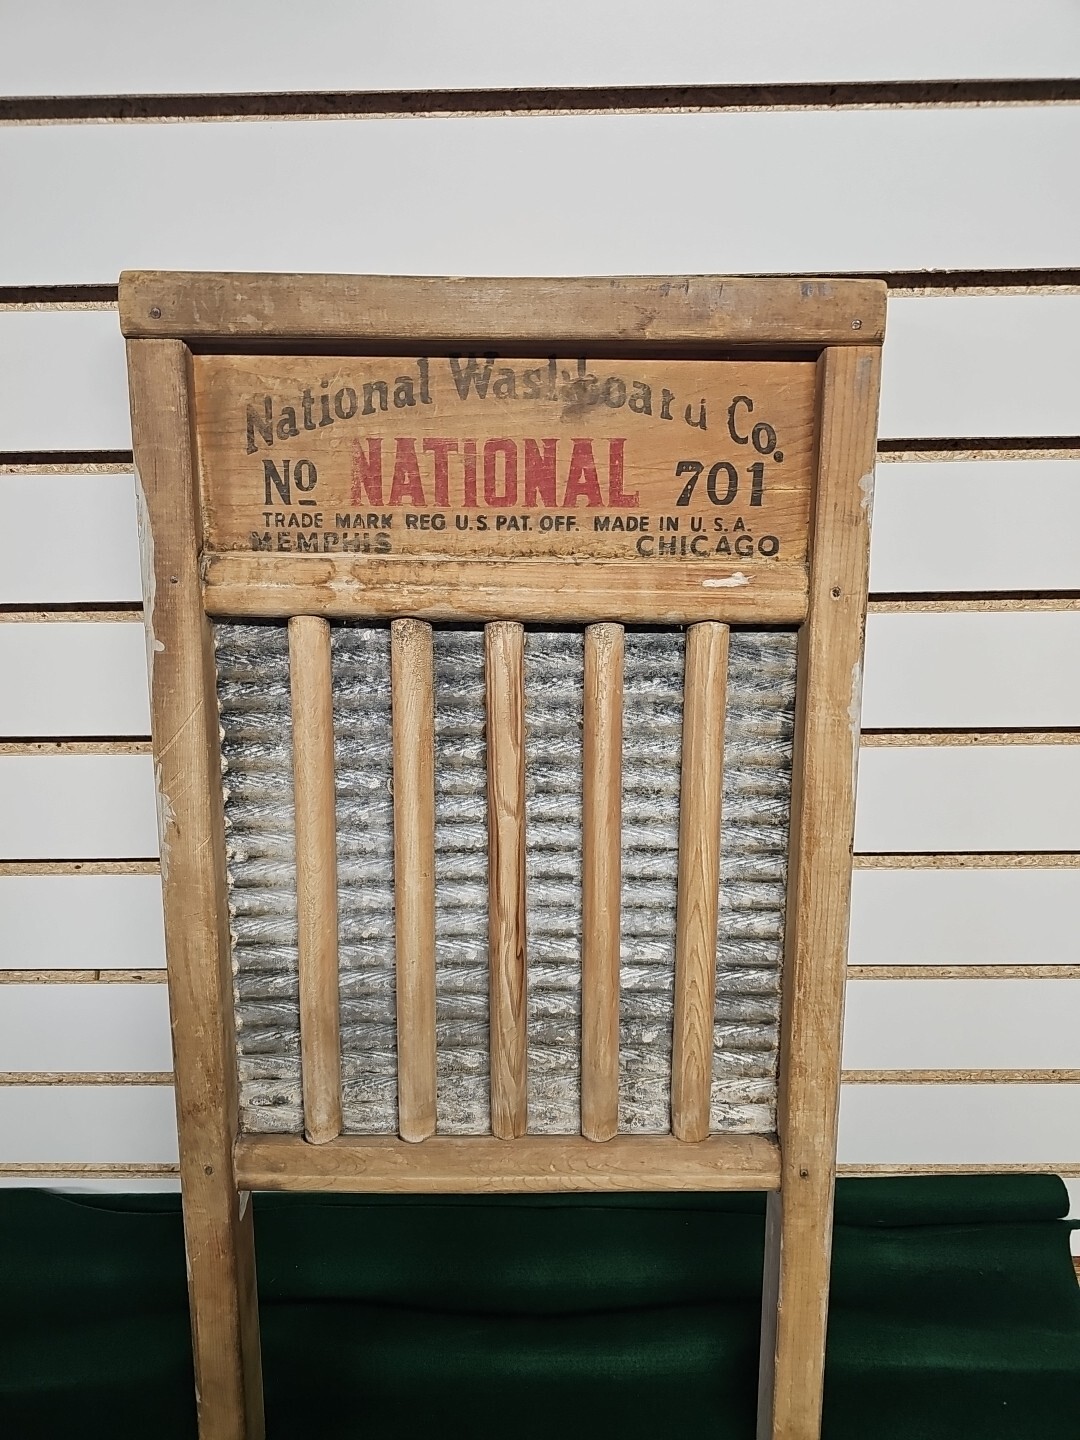 National Washboard Co.
No NATIONAL 701
TRADE MARK REG U.S. PAT. OFF. MADE IN U.S.A.
MEMPHIS CHICAGO